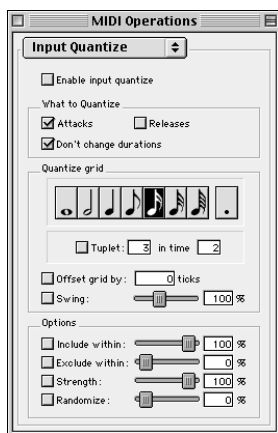 MIDI Operations
Input Quantize
Enable input quantize
What to Quantize
Attacks Releases
Don't change durations
Quantize grid
Tuplet: 3 in time 2
Offset grid by: 0 ticks
Swing: 100 %
Options
Include within: 100 %
Exclude within: 0 %
Strength: 100 %
Randomize: 0 %